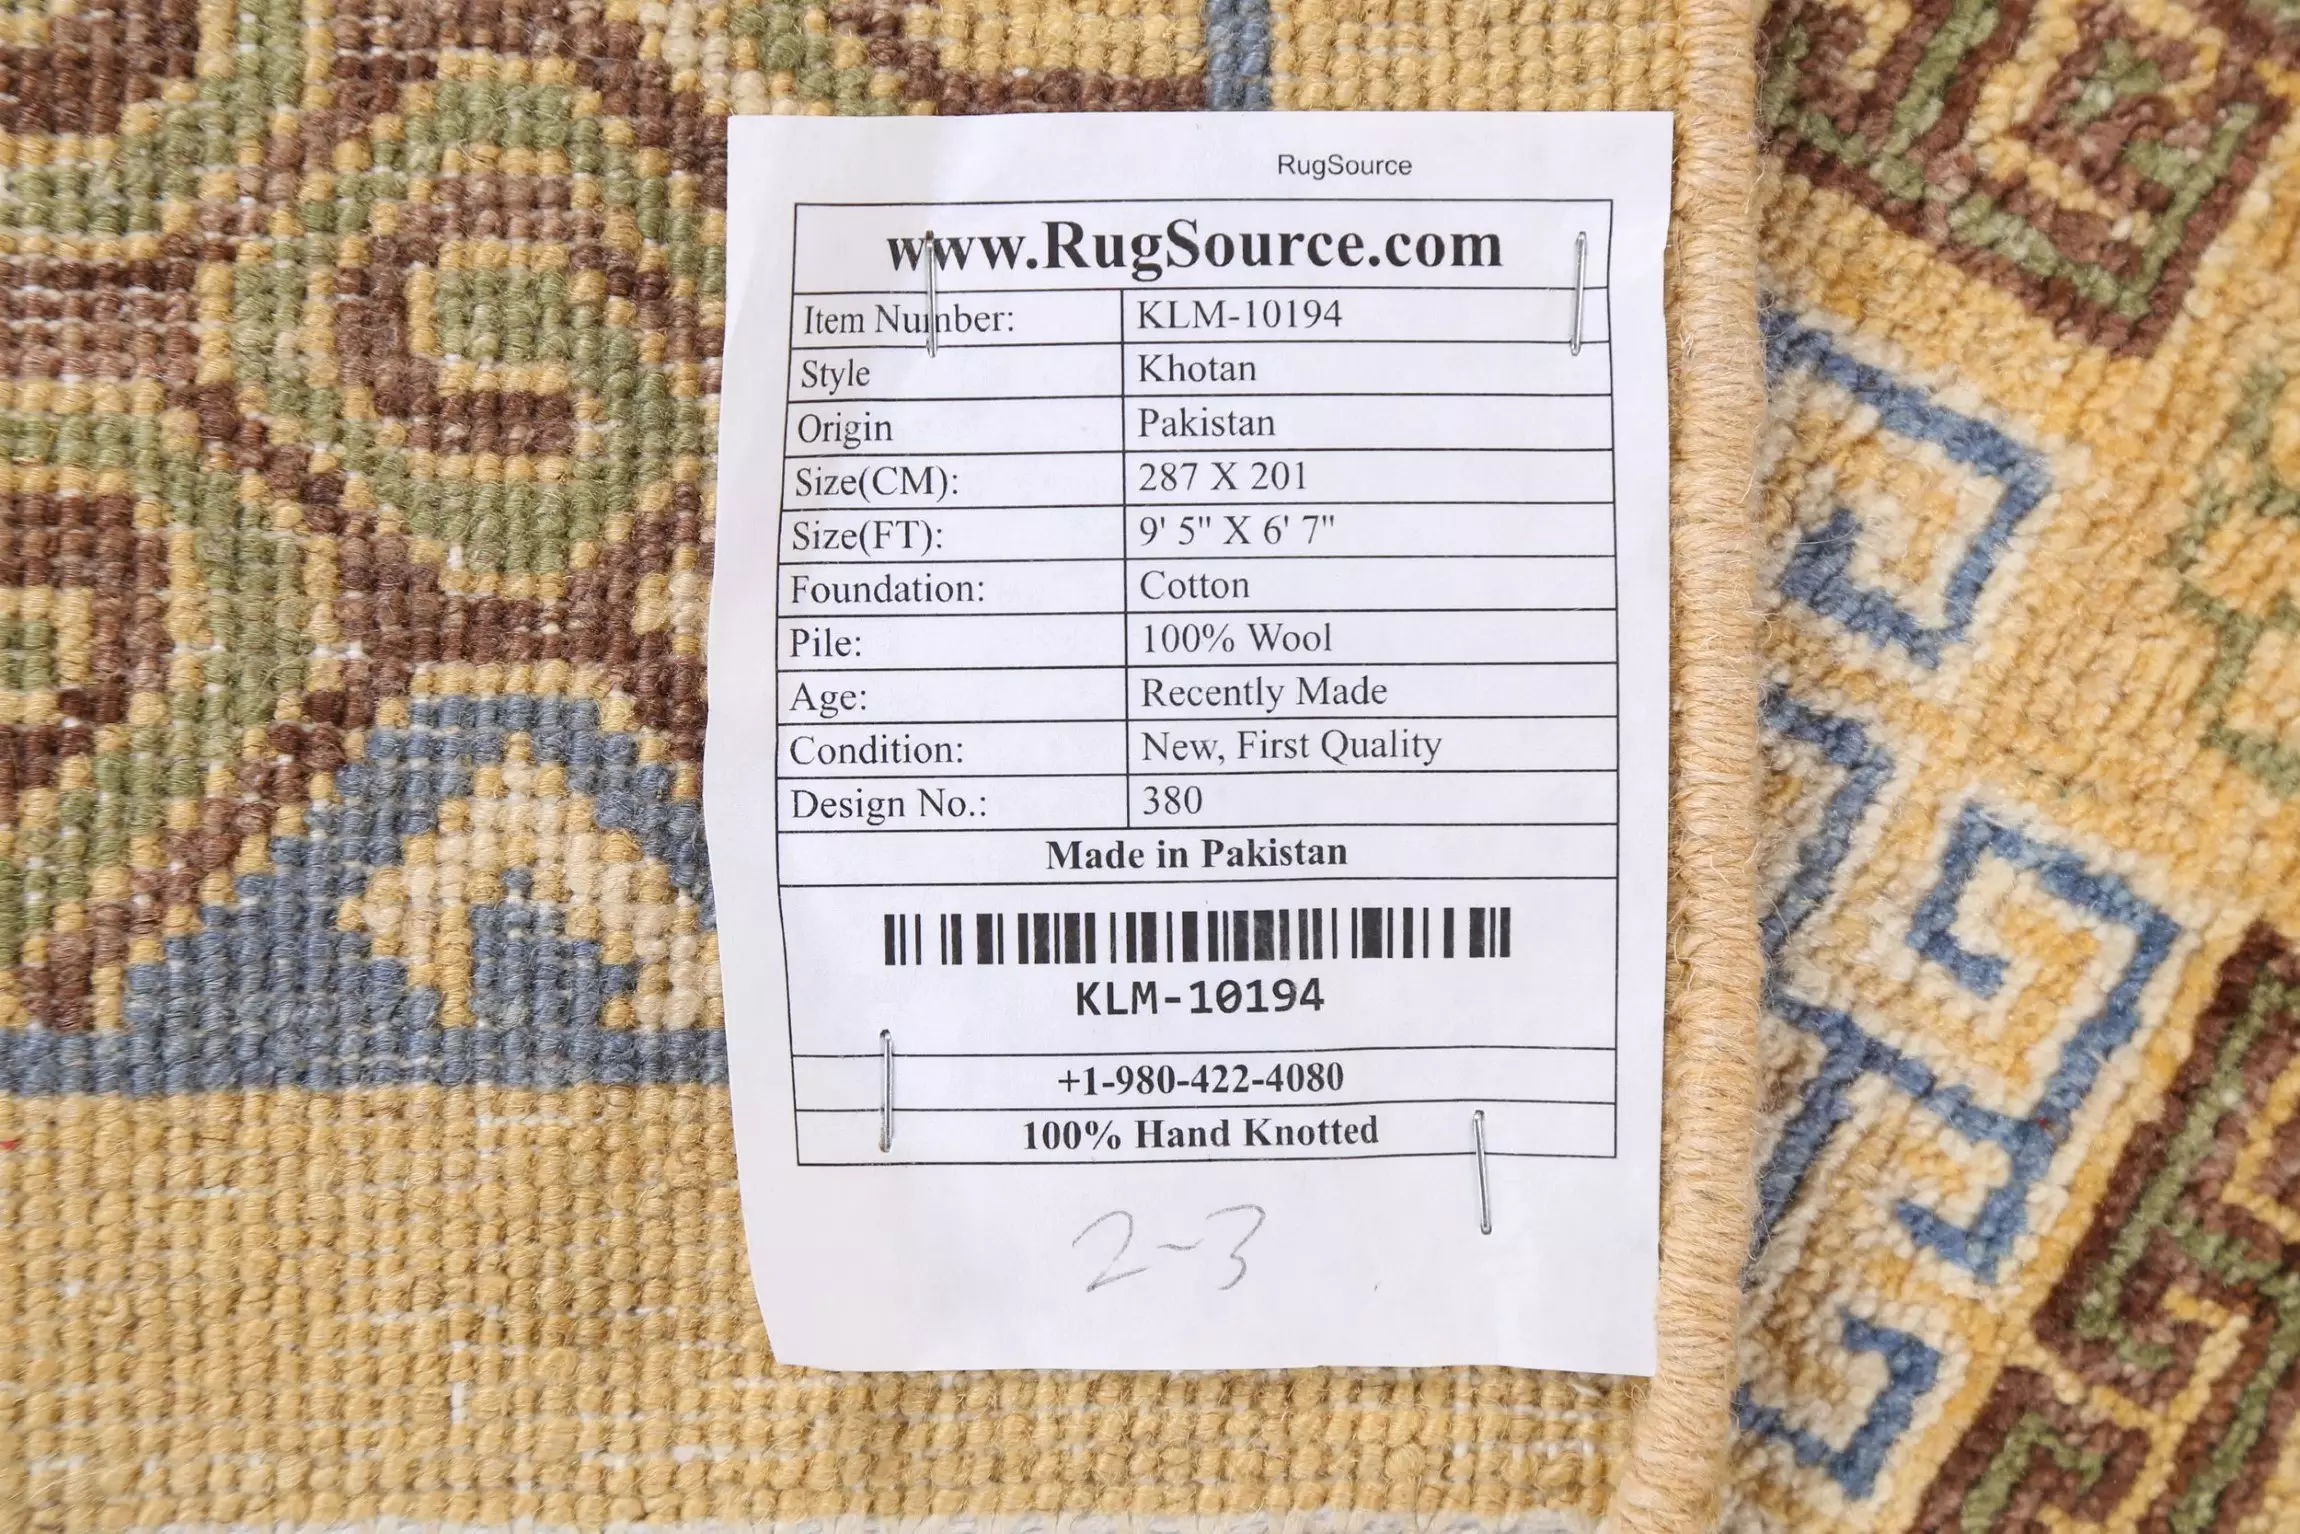 RugSource
www.RugSource.com
Item Number: KLM-10194
Style Khotan
Origin Pakistan
Size(CM): 287 X 201
Size(FT): 9' 5" X 6' 7"
Foundation: Cotton
Pile: 100% Wool
Age: Recently Made
Condition: New, First Quality
Design No.: 380
Made in Pakistan
KLM-10194
+1-980-422-4080
100% Hand Knotted
2-3